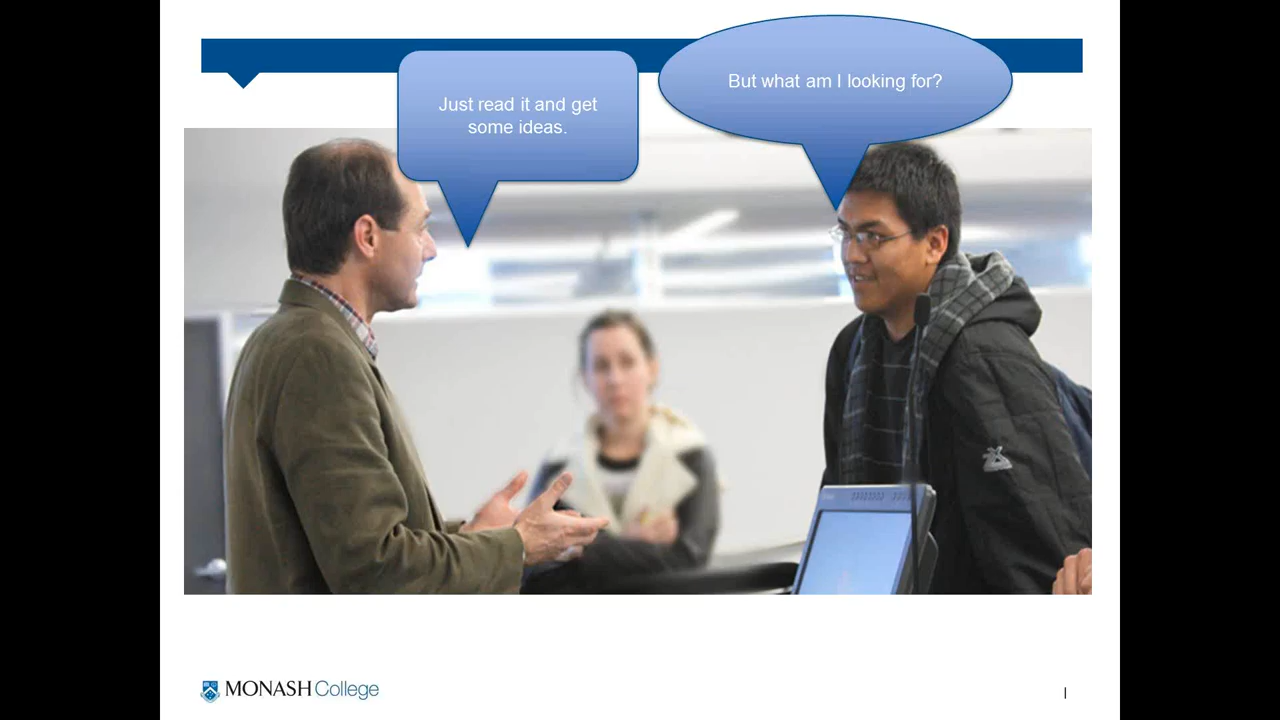 Just read it and get
some ideas.
But what am I looking for?
MONASH College